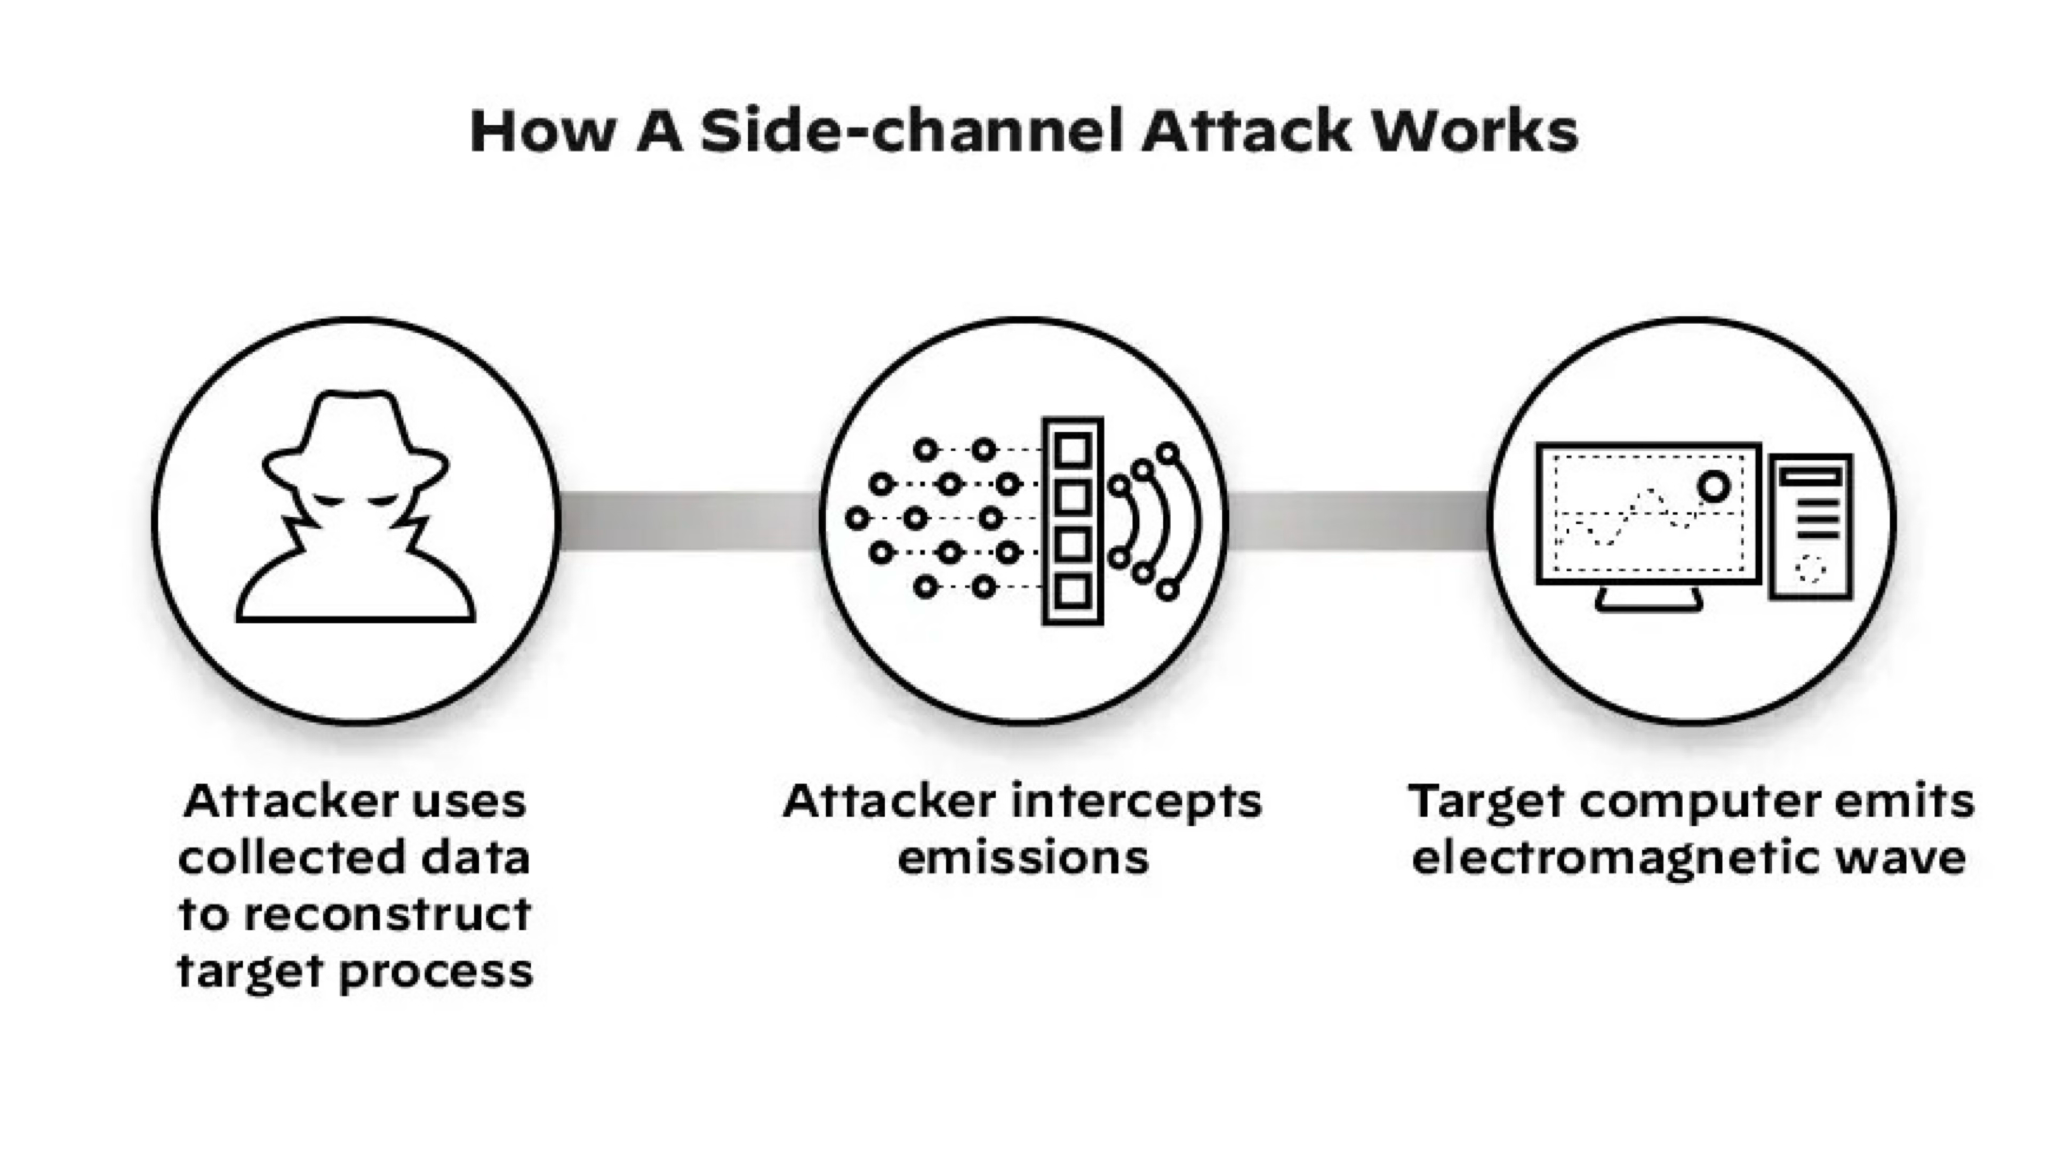 How A Side-channel Attack Works
Attacker uses
collected data
to reconstruct
target process
Attacker intercepts
emissions
Target computer emits
electromagnetic wave